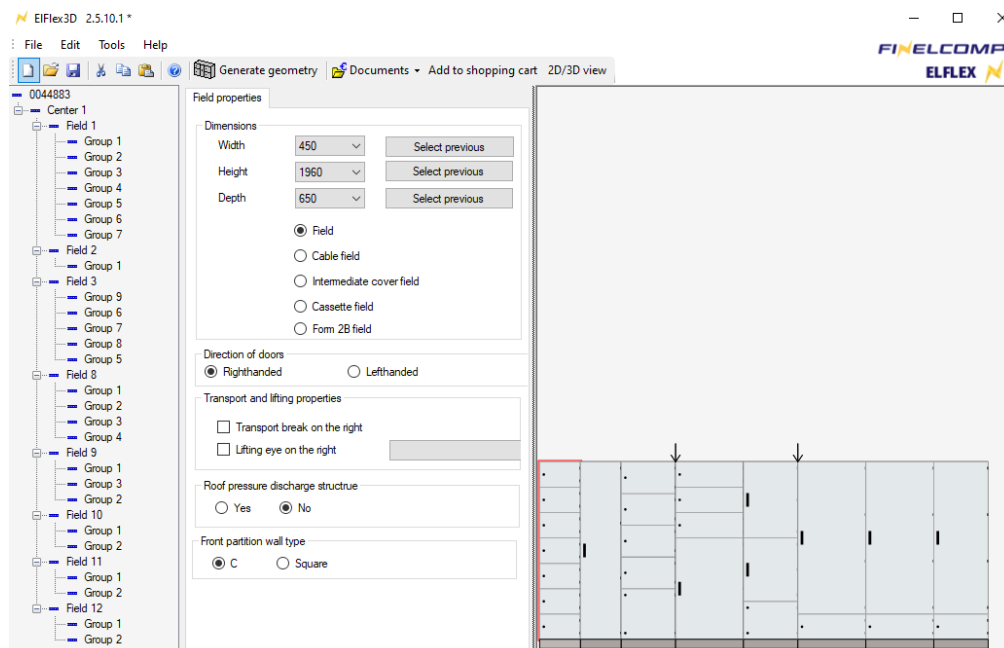 ElFlex3D 2.5.10.1 *
File Edit Tools Help
FINELCOMP
ELFLEX
Generate geometry Documents Add to shopping cart 2D/3D view
0044883
Center 1
Field 1
Group 1
Group 2
Group 3
Group 4
Group 5
Group 6
Group 7
Field 2
Group 1
Field 3
Group 9
Group 6
Group 7
Group 8
Group 5
Field 8
Group 1
Group 2
Group 3
Group 4
Field 9
Group 1
Group 3
Group 2
Field 10
Group 1
Group 2
Field 11
Group 1
Group 2
Field 12
Group 1
Group 2
Field properties
Dimensions
Width 450 Select previous
Height 1960 Select previous
Depth 650 Select previous
Field
Cable field
Intermediate cover field
Cassette field
Form 2B field
Direction of doors
Righthanded Lefthanded
Transport and lifting properties
Transport break on the right
Lifting eye on the right
Roof pressure discharge structrue
Yes No
Front partition wall type
C Square